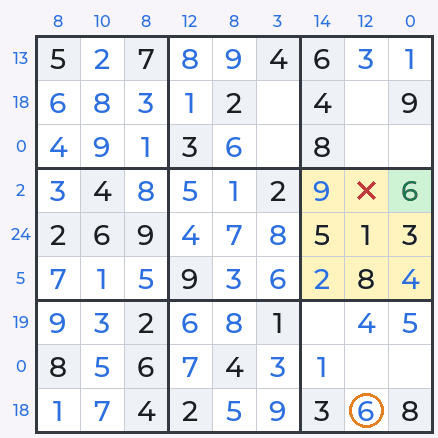 8 10 8 12 8 3 14 12 0
13 5 2 7 8 9 4 6 3 1
18 6 8 3 1 2 4 9
0 4 9 1 3 6 8
2 3 4 8 5 1 2 9 6
24 2 6 9 4 7 8 5 1 3
5 7 1 5 9 3 6 2 8 4
19 9 3 2 6 8 1 4 5
0 8 5 6 7 4 3 1
18 1 7 4 2 5 9 3 6 8